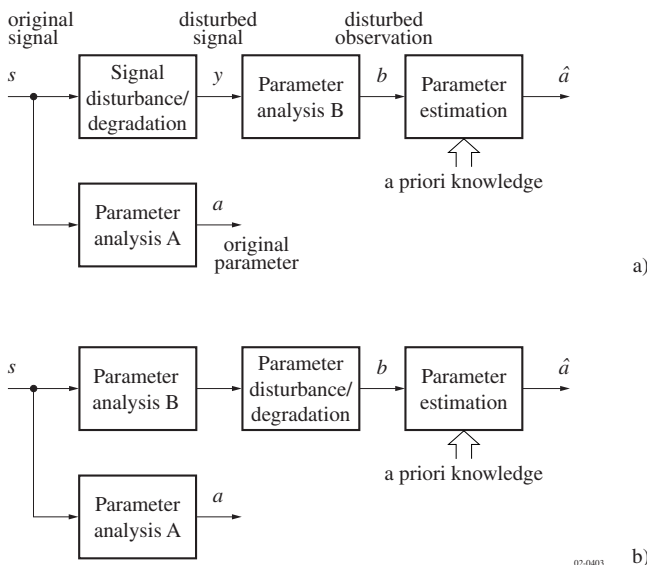 original
signal
disturbed
signal
disturbed
observation
s
Signal
disturbance/
degradation
y
Parameter
analysis B
b
Parameter
estimation
â
a priori knowledge
Parameter
analysis A
a
original
parameter
a)
s
Parameter
analysis B
Parameter
disturbance/
degradation
b
Parameter
estimation
â
a priori knowledge
Parameter
analysis A
a
02-0403
b)